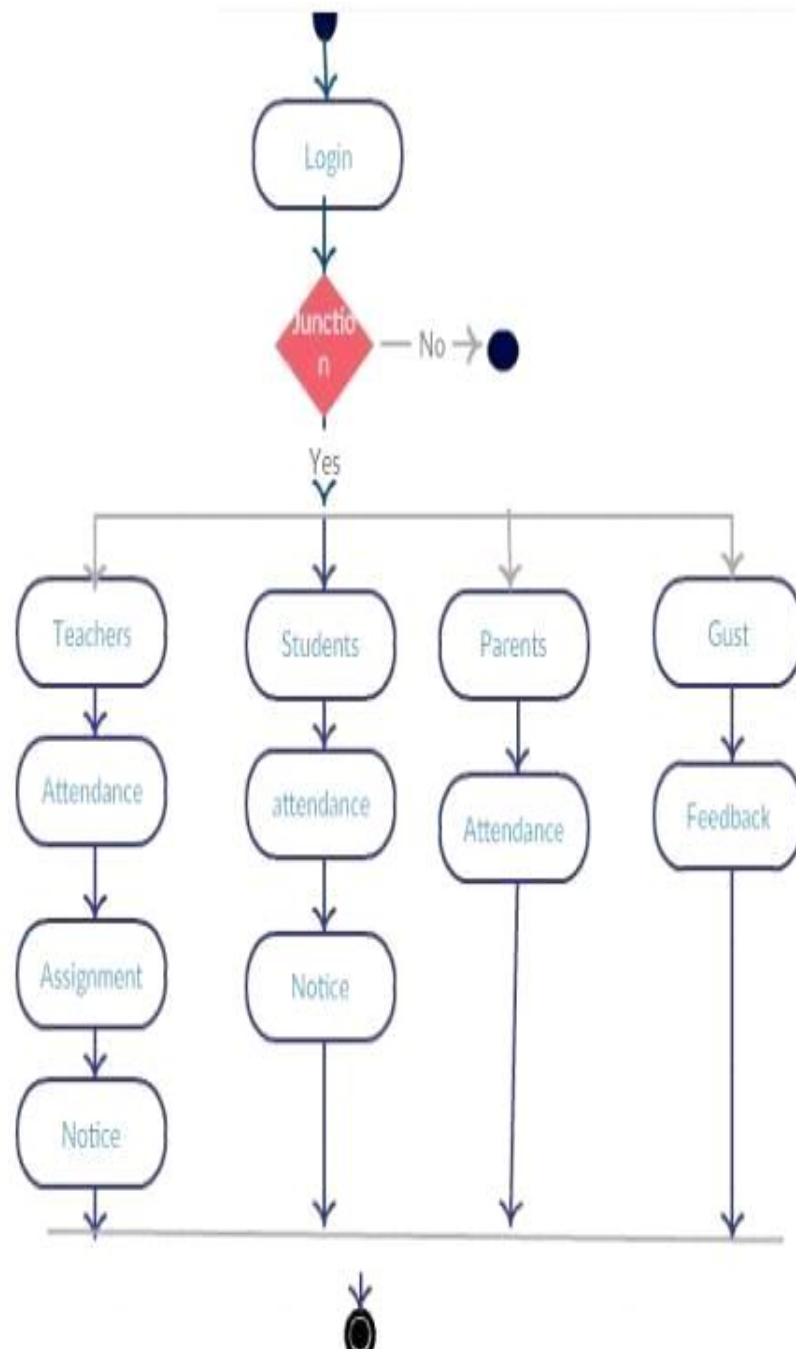 Login
Junctio
n
No
Yes
Teachers
Students
Parents
Gust
Attendance
attendance
Attendance
Feedback
Assignment
Notice
Notice